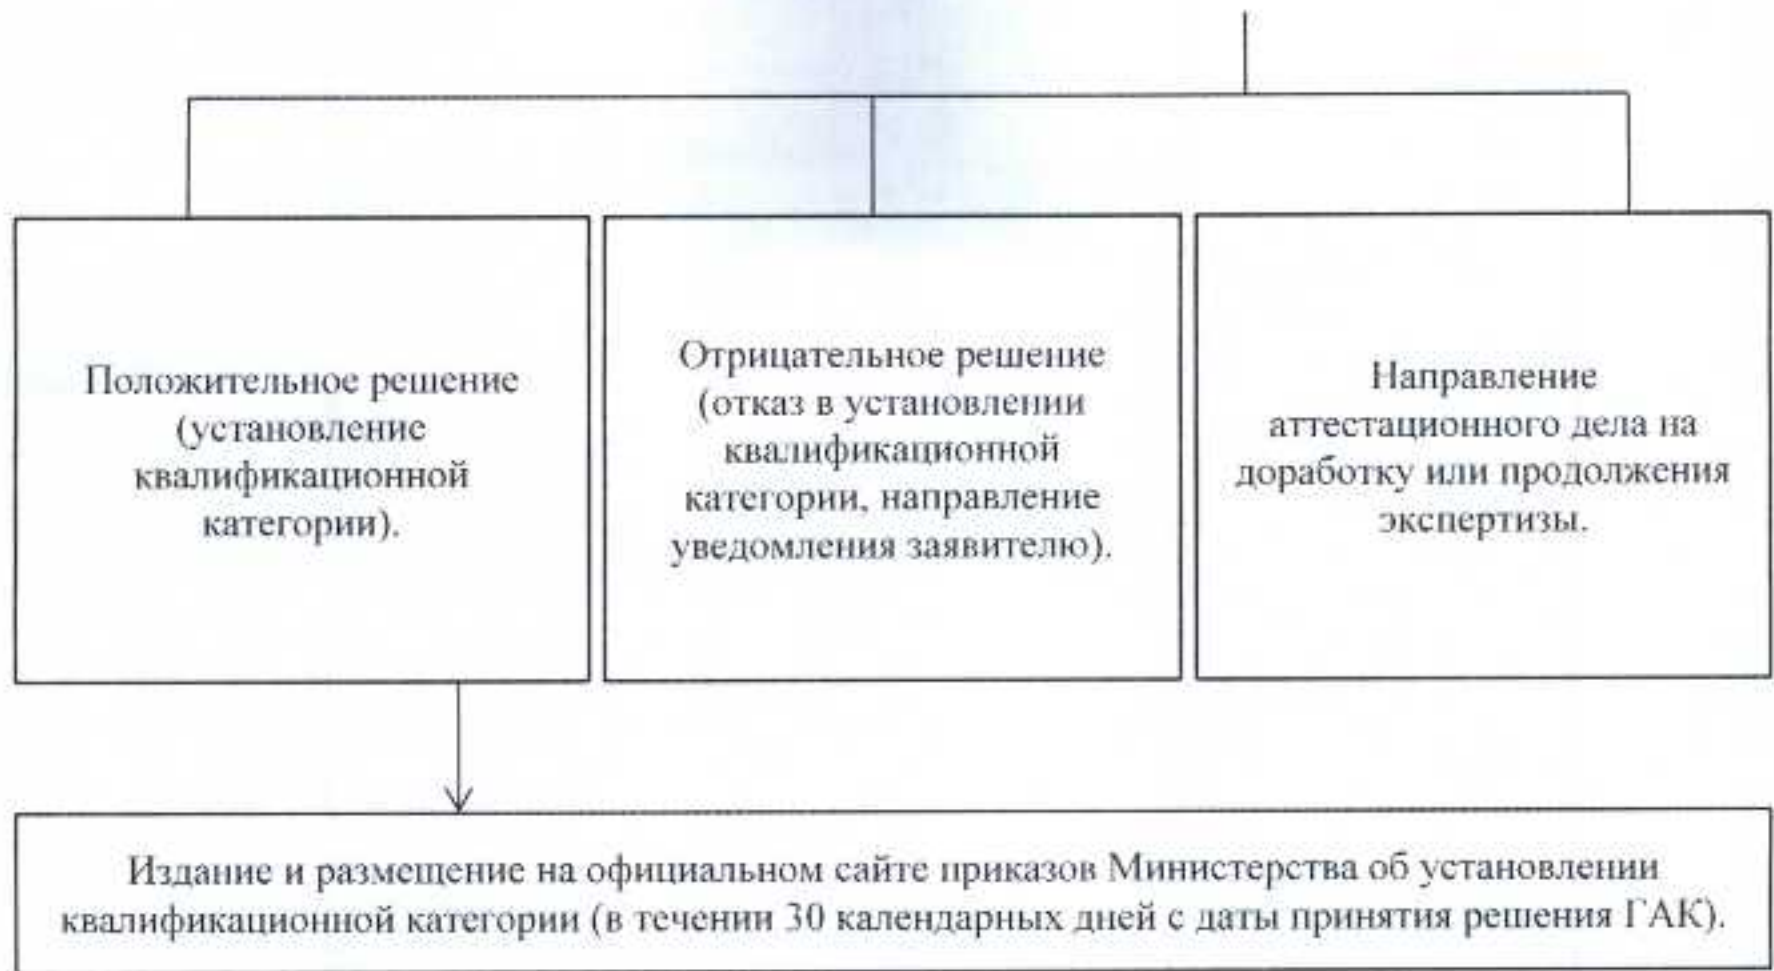 Положительное решение
(установление
квалификационной
категории).
Отрицательное решение
(отказ в установлении
квалификационной
категории, направление
уведомления заявителю).
Направление
аттестационного дела на
доработку или продолжения
экспертизы.
Издание и размещение на официальном сайте приказов Министерства об установлении
квалификационной категории (в течении 30 календарных дней с даты принятия решения ГАК).